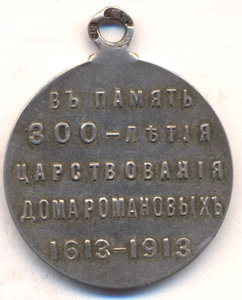 ВЪ ПАМЯТЬ
300-ЛѢТІЯ
ЦАРСТВОВАНІЯ
ДОМА РОМАНОВЫХЪ
1613-1913